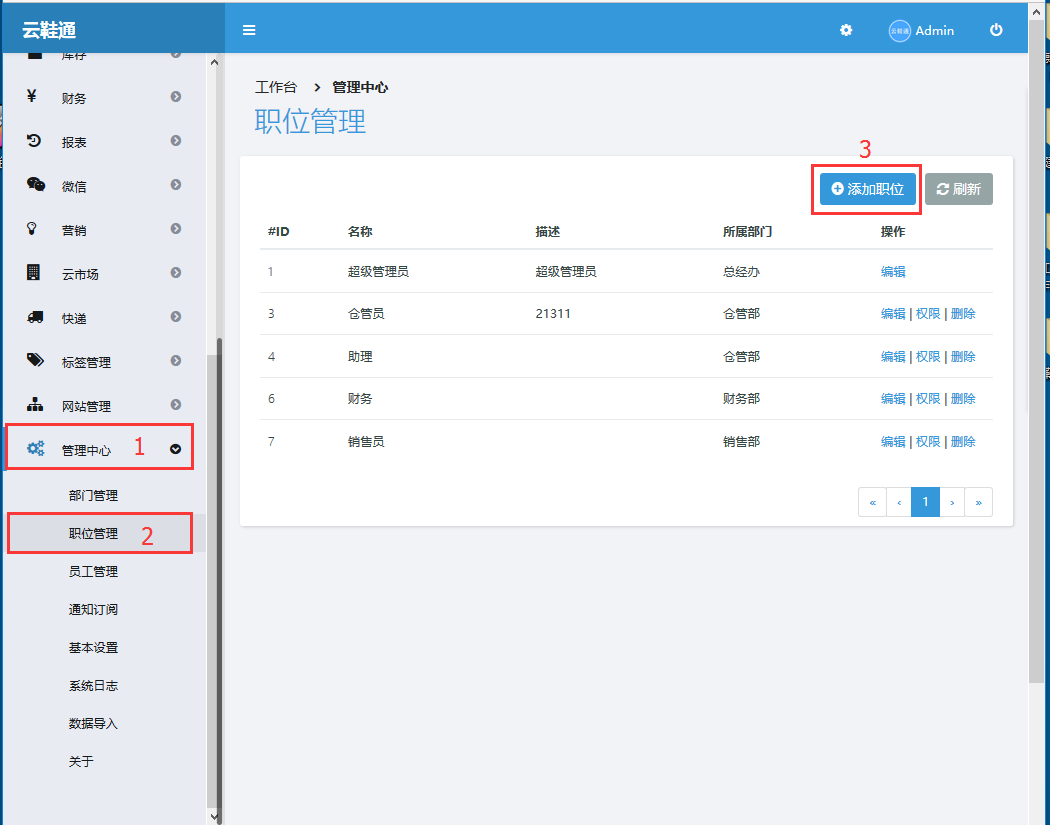 云鞋通
Admin
库存
财务
报表
微信
营销
云市场
快递
标签管理
网站管理
管理中心 1
部门管理
职位管理 2
员工管理
通知订阅
基本设置
系统日志
数据导入
关于
工作台 > 管理中心
职位管理
3
添加职位 刷新
#ID 名称 描述 所属部门 操作
1 超级管理员 超级管理员 总经办 编辑
3 仓管员 21311 仓管部 编辑 | 权限 | 删除
4 助理 仓管部 编辑 | 权限 | 删除
6 财务 财务部 编辑 | 权限 | 删除
7 销售员 销售部 编辑 | 权限 | 删除
« ‹ 1 › »